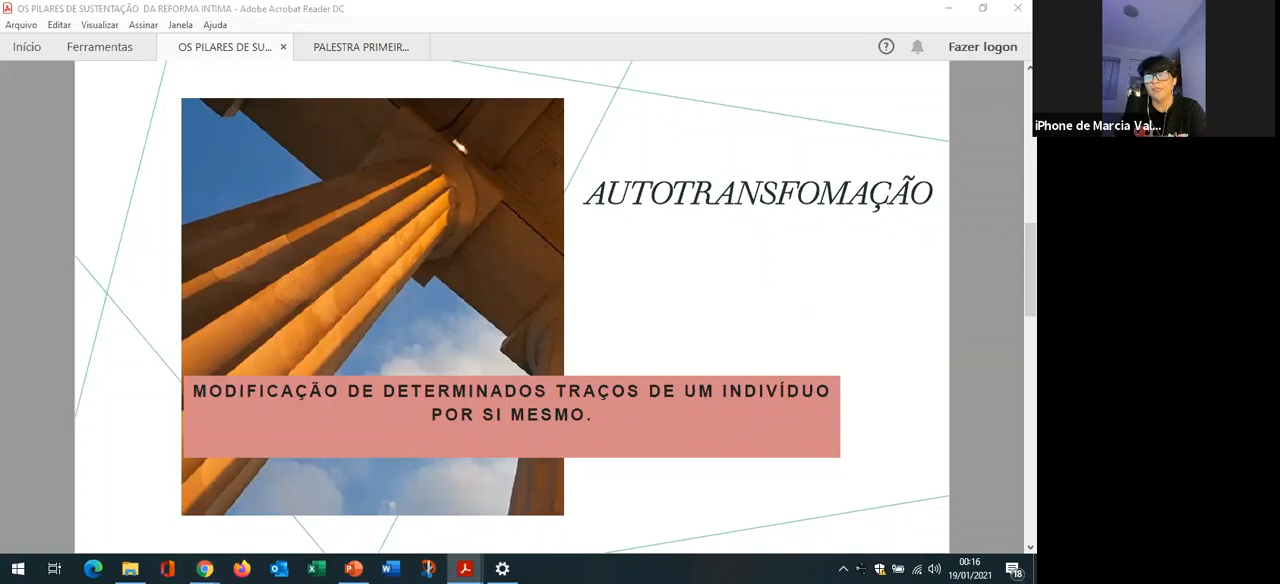 OS PILARES DE SUSTENTAÇÃO DA REFORMA INTIMA - Adobe Acrobat Reader DC
Arquivo Editar Visualizar Assinar Janela Ajuda
Início Ferramentas OS PILARES DE SU... × PALESTRA PRIMEIR... Fazer logon
iPhone de Marcia Val...
AUTOTRANSFOMAÇÃO
MODIFICAÇÃO DE DETERMINADOS TRAÇOS DE UM INDIVÍDUO
POR SI MESMO.
00:16
19/01/2021
18